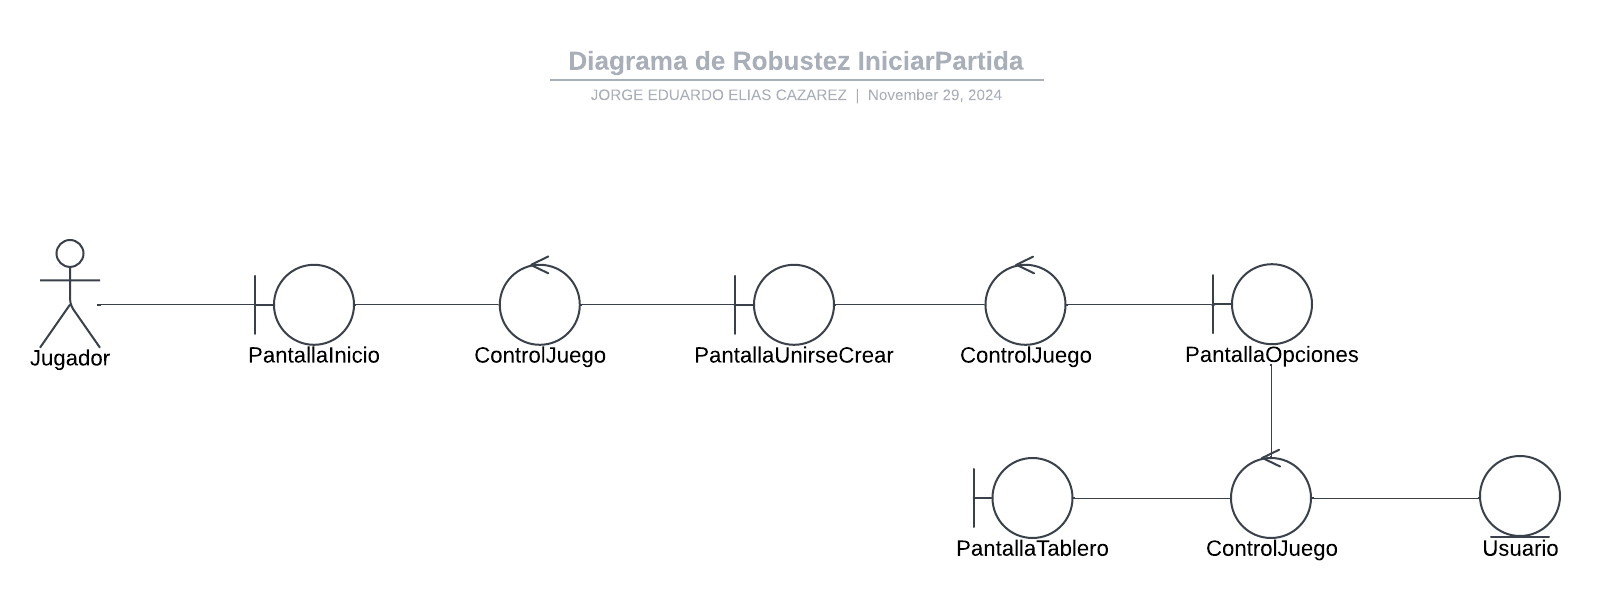 Diagrama de Robustez IniciarPartida
JORGE EDUARDO ELIAS CAZAREZ | November 29, 2024
Jugador
PantallaInicio
ControlJuego
PantallaUnirseCrear
ControlJuego
PantallaOpciones
PantallaTablero
ControlJuego
Usuario